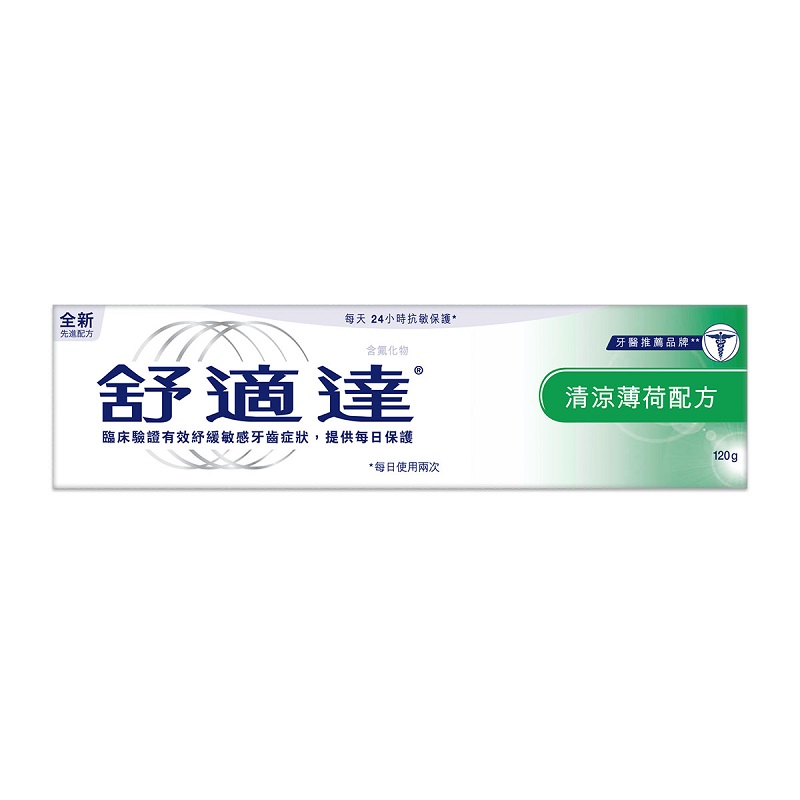 全新
先進配方
每天 24小時抗敏保護*
含氟化物
舒適達®
臨床驗證有效紓緩敏感牙齒症狀，提供每日保護
*每日使用兩次
牙醫推薦品牌**
清涼薄荷配方
120g